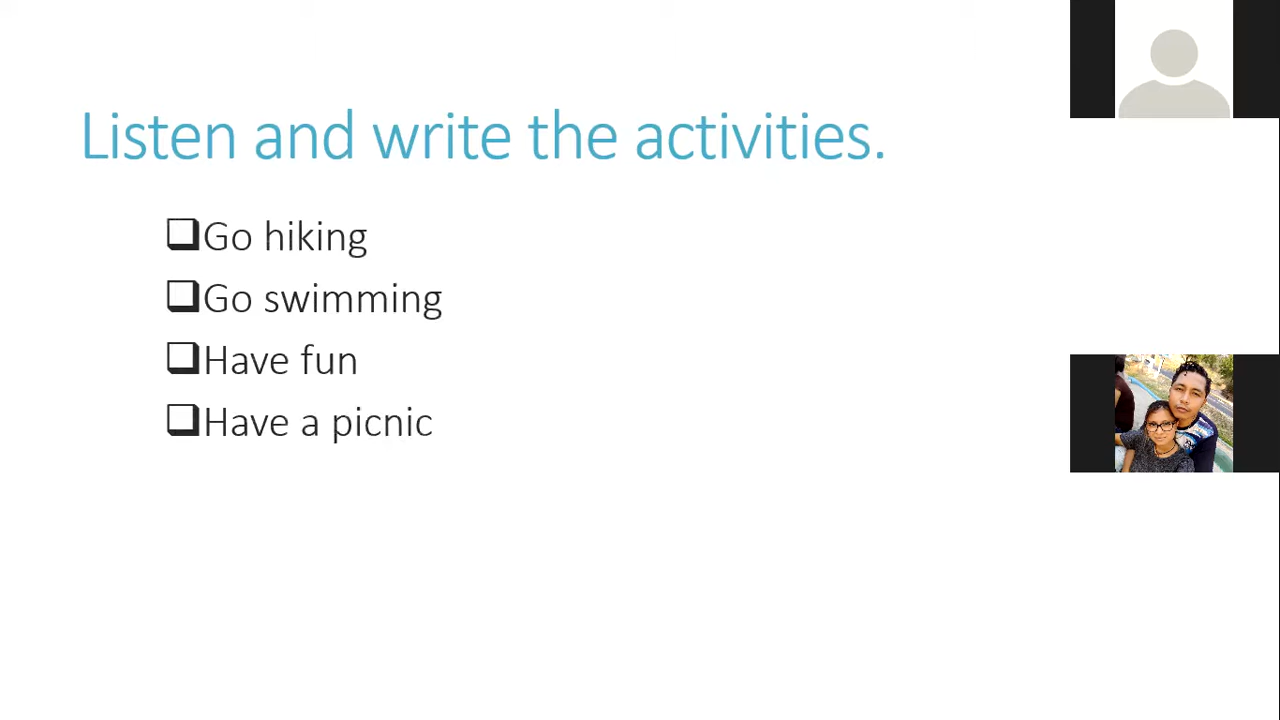 Listen and write the activities.
Go hiking
Go swimming
Have fun
Have a picnic